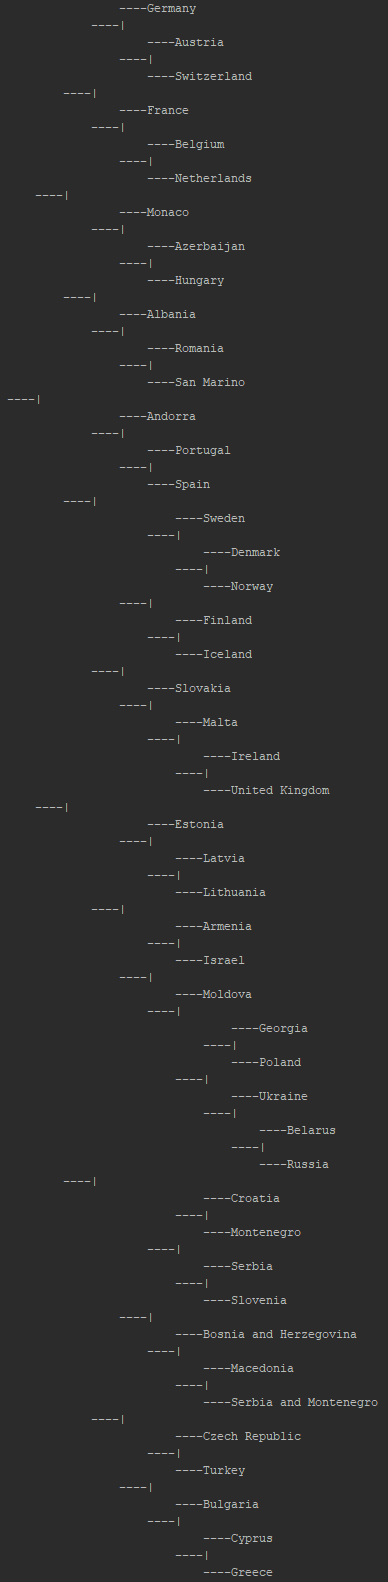 ----Germany
            ----|
                    ----Austria
                ----|
                    ----Switzerland
        ----|
                ----France
            ----|
                    ----Belgium
                ----|
                    ----Netherlands
    ----|
                ----Monaco
            ----|
                    ----Azerbaijan
                ----|
                    ----Hungary
        ----|
                ----Albania
            ----|
                    ----Romania
                ----|
                    ----San Marino
----|
                ----Andorra
            ----|
                    ----Portugal
                ----|
                    ----Spain
        ----|
                        ----Sweden
                    ----|
                            ----Denmark
                        ----|
                            ----Norway
                ----|
                        ----Finland
                    ----|
                        ----Iceland
            ----|
                    ----Slovakia
                ----|
                        ----Malta
                    ----|
                            ----Ireland
                        ----|
                            ----United Kingdom
    ----|
                    ----Estonia
                ----|
                        ----Latvia
                    ----|
                        ----Lithuania
            ----|
                        ----Armenia
                    ----|
                        ----Israel
                ----|
                        ----Moldova
                    ----|
                                ----Georgia
                            ----|
                                ----Poland
                        ----|
                                ----Ukraine
                            ----|
                                    ----Belarus
                                ----|
                                    ----Russia
        ----|
                            ----Croatia
                        ----|
                            ----Montenegro
                    ----|
                            ----Serbia
                        ----|
                            ----Slovenia
                ----|
                        ----Bosnia and Herzegovina
                    ----|
                            ----Macedonia
                        ----|
                            ----Serbia and Montenegro
            ----|
                        ----Czech Republic
                    ----|
                        ----Turkey
                ----|
                        ----Bulgaria
                    ----|
                            ----Cyprus
                        ----|
                            ----Greece